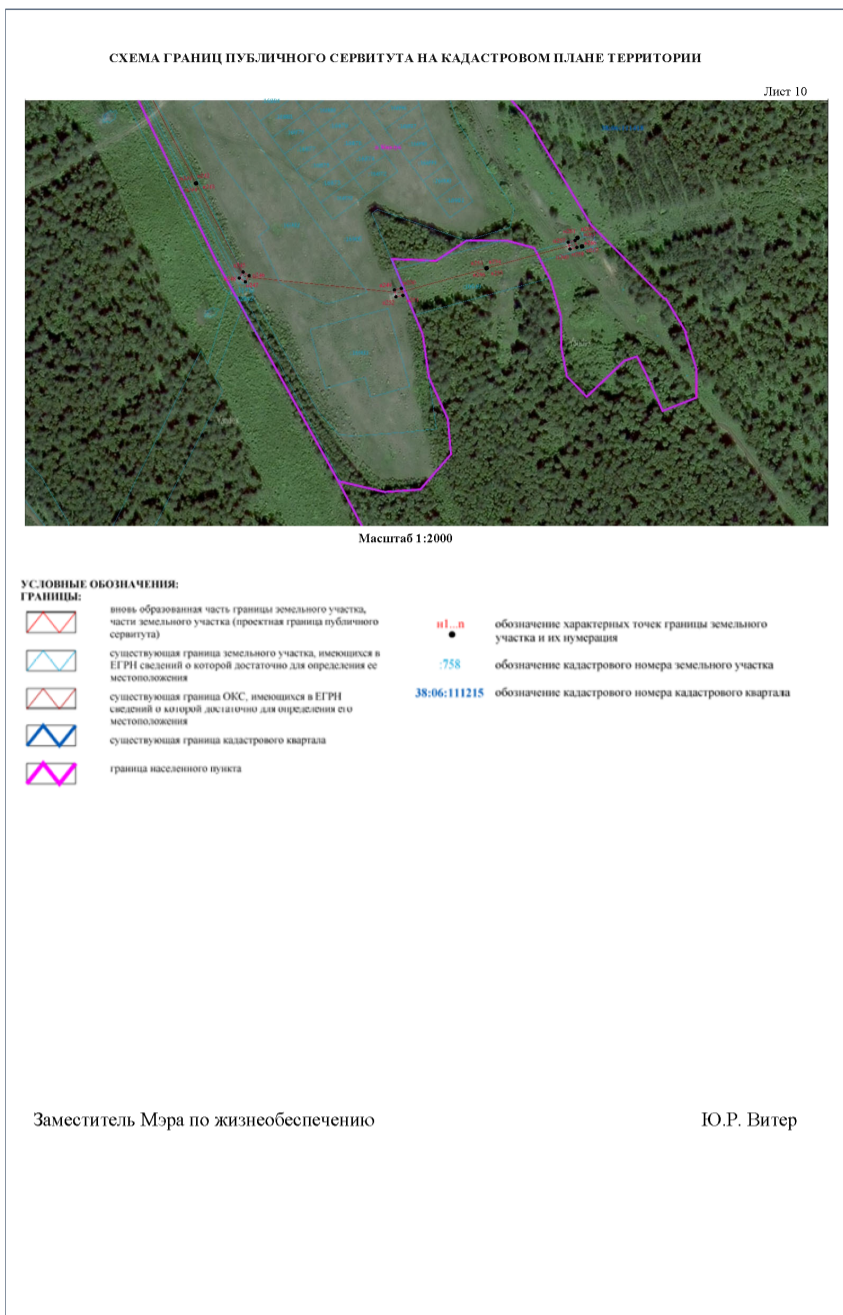 СХЕМА ГРАНИЦ ПУБЛИЧНОГО СЕРВИТУТА НА КАДАСТРОВОМ ПЛАНЕ ТЕРРИТОРИИ
Лист 10
Масштаб 1:2000
УСЛОВНЫЕ ОБОЗНАЧЕНИЯ:
ГРАНИЦЫ:
вновь образованная часть границы земельного участка,
части земельного участка (проектная граница публичного
сервитута)
существующая граница земельного участка, имеющихся в
ЕГРН сведений о которой достаточно для определения ее
местоположения
существующая граница ОКС, имеющихся в ЕГРН
сведений о которой достаточно для определения его
местоположения
существующая граница кадастрового квартала
граница населенного пункта
н1...n
обозначение характерных точек границы земельного
участка и их нумерация
:758
обозначение кадастрового номера земельного участка
38:06:111215
обозначение кадастрового номера кадастрового квартала
Заместитель Мэра по жизнеобеспечению
Ю.Р. Витер